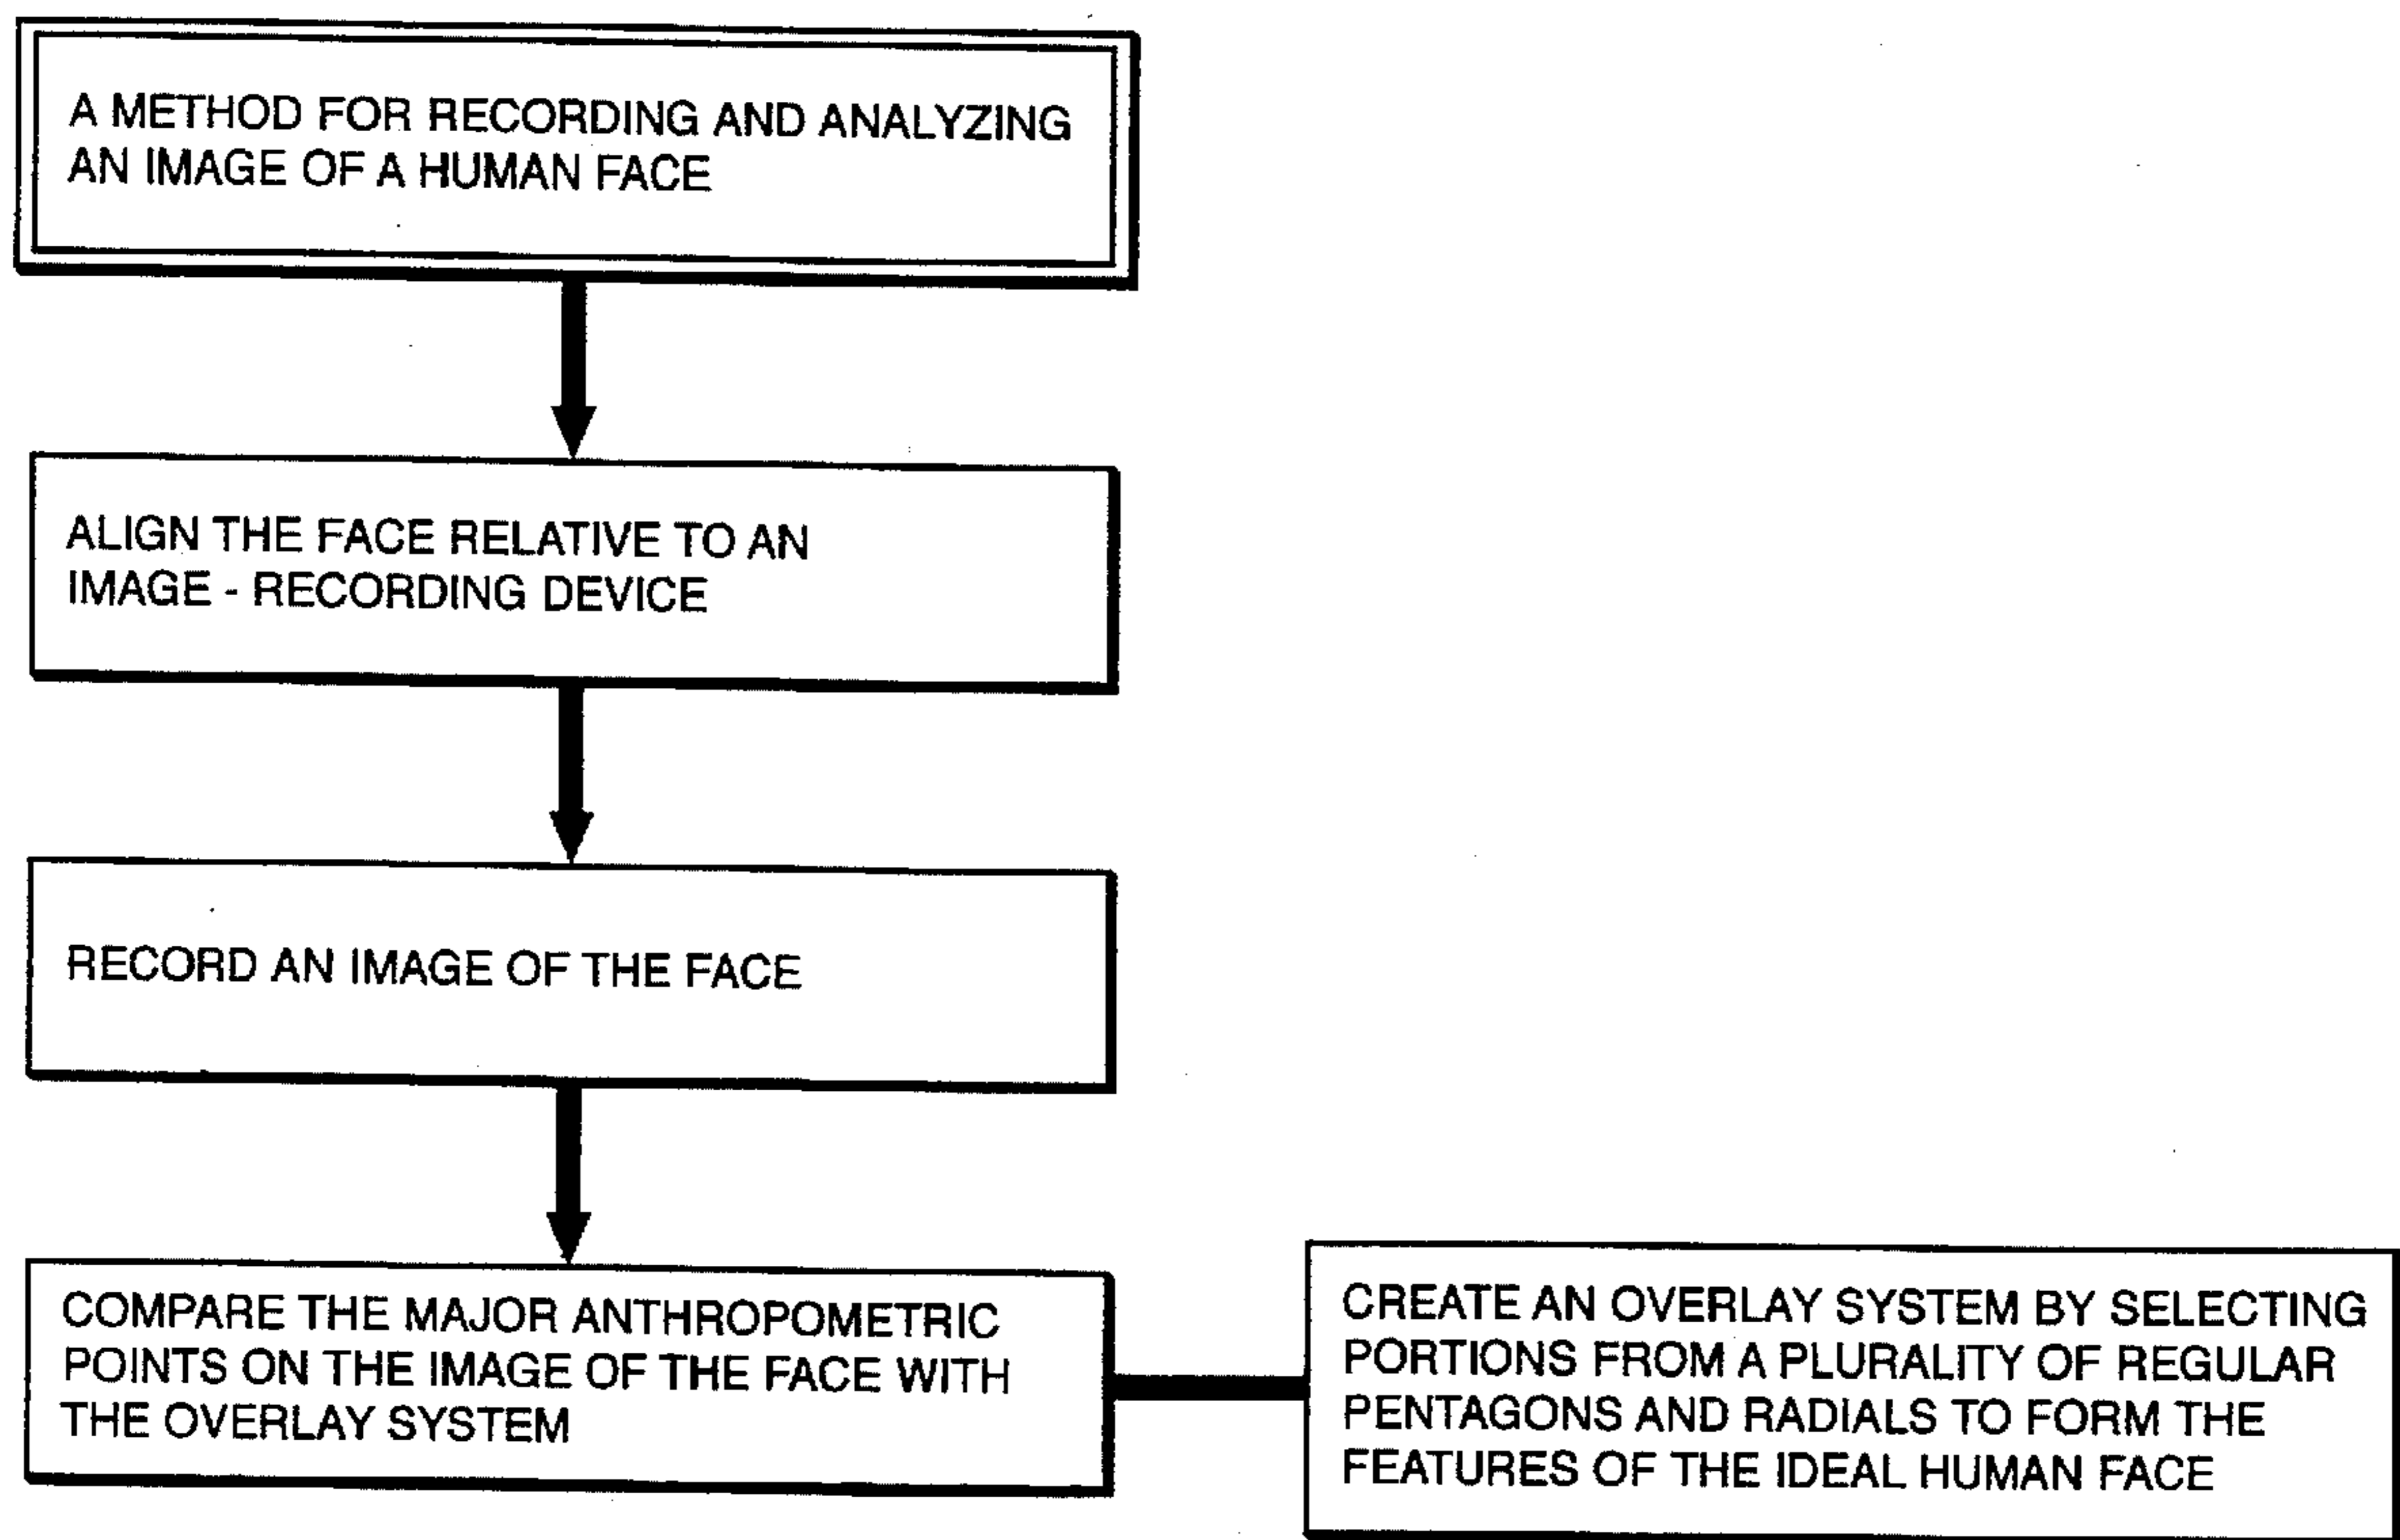 A METHOD FOR RECORDING AND ANALYZING
AN IMAGE OF A HUMAN FACE
ALIGN THE FACE RELATIVE TO AN
IMAGE - RECORDING DEVICE
RECORD AN IMAGE OF THE FACE
COMPARE THE MAJOR ANTHROPOMETRIC
POINTS ON THE IMAGE OF THE FACE WITH
THE OVERLAY SYSTEM
CREATE AN OVERLAY SYSTEM BY SELECTING
PORTIONS FROM A PLURALITY OF REGULAR
PENTAGONS AND RADIALS TO FORM THE
FEATURES OF THE IDEAL HUMAN FACE